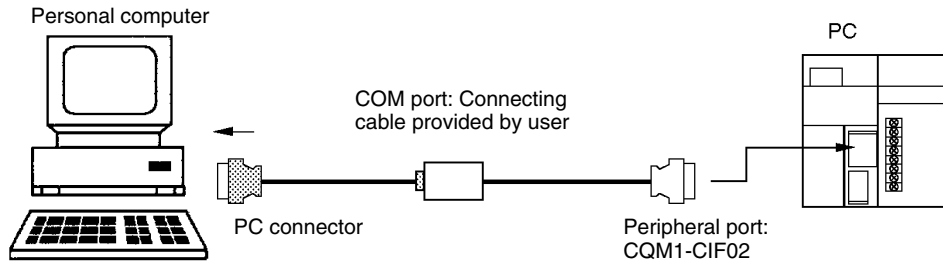 Personal computer
PC
COM port: Connecting
cable provided by user
PC connector
Peripheral port:
CQM1-CIF02